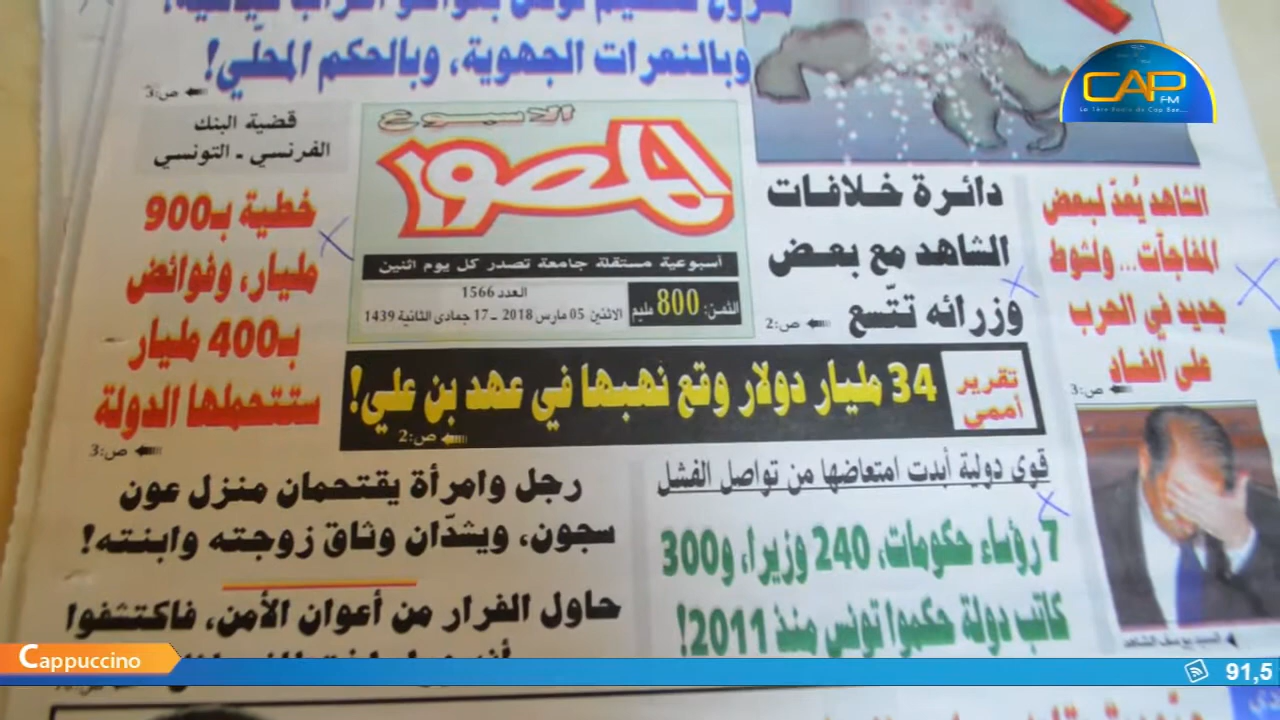 وبالنعرات الجهوية، وبالحكم المحلّي!
ص:3
CAP
FM
قضية البنك
الفرنسي ـ التونسي
خطية بـ900
مليار، وفوائض
بـ400 مليار
ستتحملها الدولة
ص:3
الأسبوع
المصور
أسبوعية مستقلة جامعة تصدر كل يوم اثنين
العدد 1566
الاثنين 05 مارس 2018 ـ 17 جمادى الثانية 1439
الثمن: 800 مليم
دائرة خلافات
الشاهد مع بعض
وزرائه تتّسع
ص:2
الشاهد يُعدّ لبعض
المفاجآت... ولشوط
جديد في الحرب
على الفساد
ص:3
تقرير
أممي
34 مليار دولار وقع نهبها في عهد بن علي!
ص:2
قوى دولية أبدت امتعاضها من تواصل الفشل
7 رؤساء حكومات، 240 وزيرا، و300
كاتب دولة حكموا تونس منذ 2011!
رجل وامرأة يقتحمان منزل عون
سجون، ويشدّان وثاق زوجته وابنته!
حاول الفرار من أعوان الأمن، فاكتشفوا
السيد يوسف الشاهد
Cappuccino
91,5